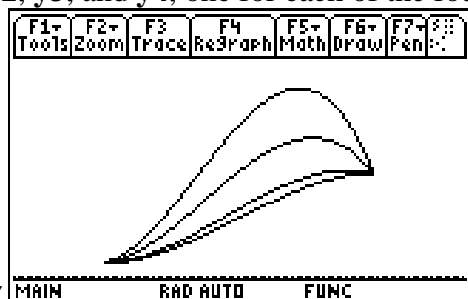 F1▾ Tools F2▾ Zoom F3 Trace F4 ReGraph F5▾ Math F6▾ Draw F7▾ Pen
MAIN RAD AUTO FUNC